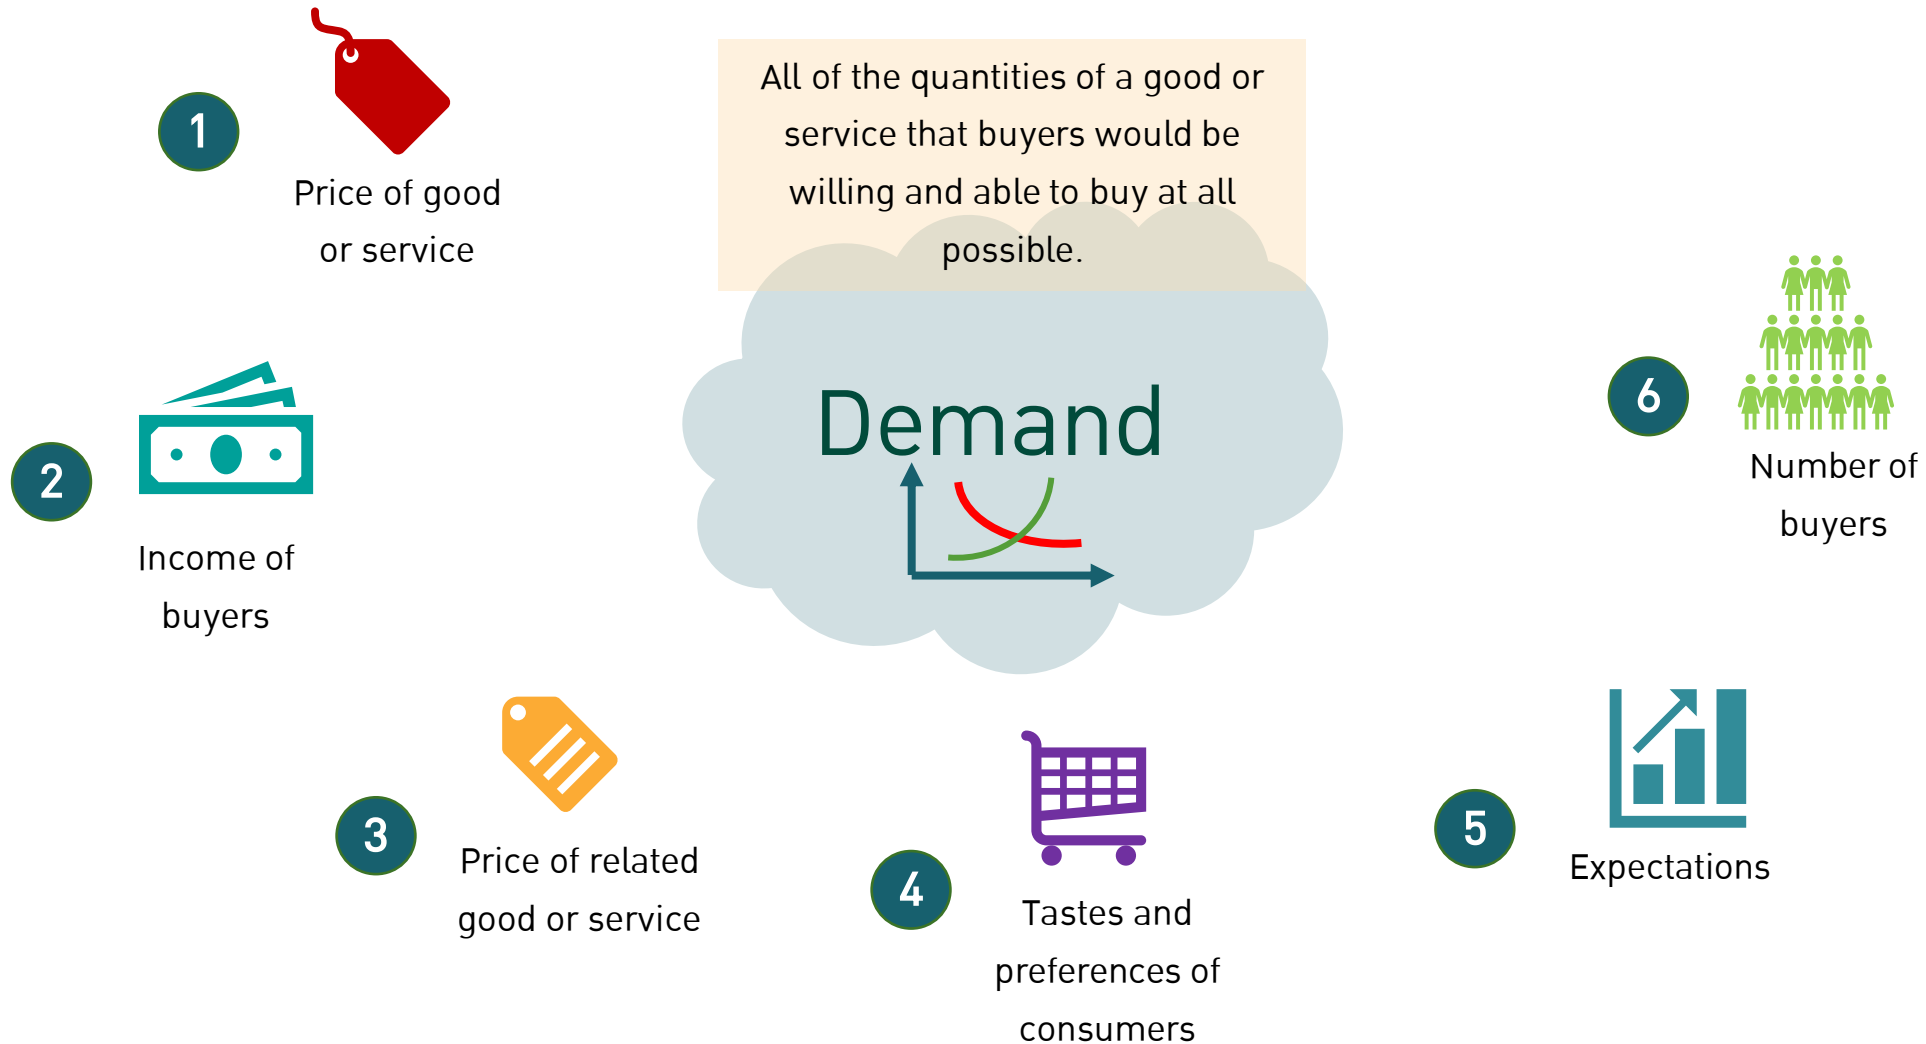 All of the quantities of a good or
service that buyers would be
willing and able to buy at all
possible.
1
Price of good
or service
Demand
2
Income of
buyers
3
Price of related
good or service
4
Tastes and
preferences of
consumers
5
Expectations
6
Number of
buyers